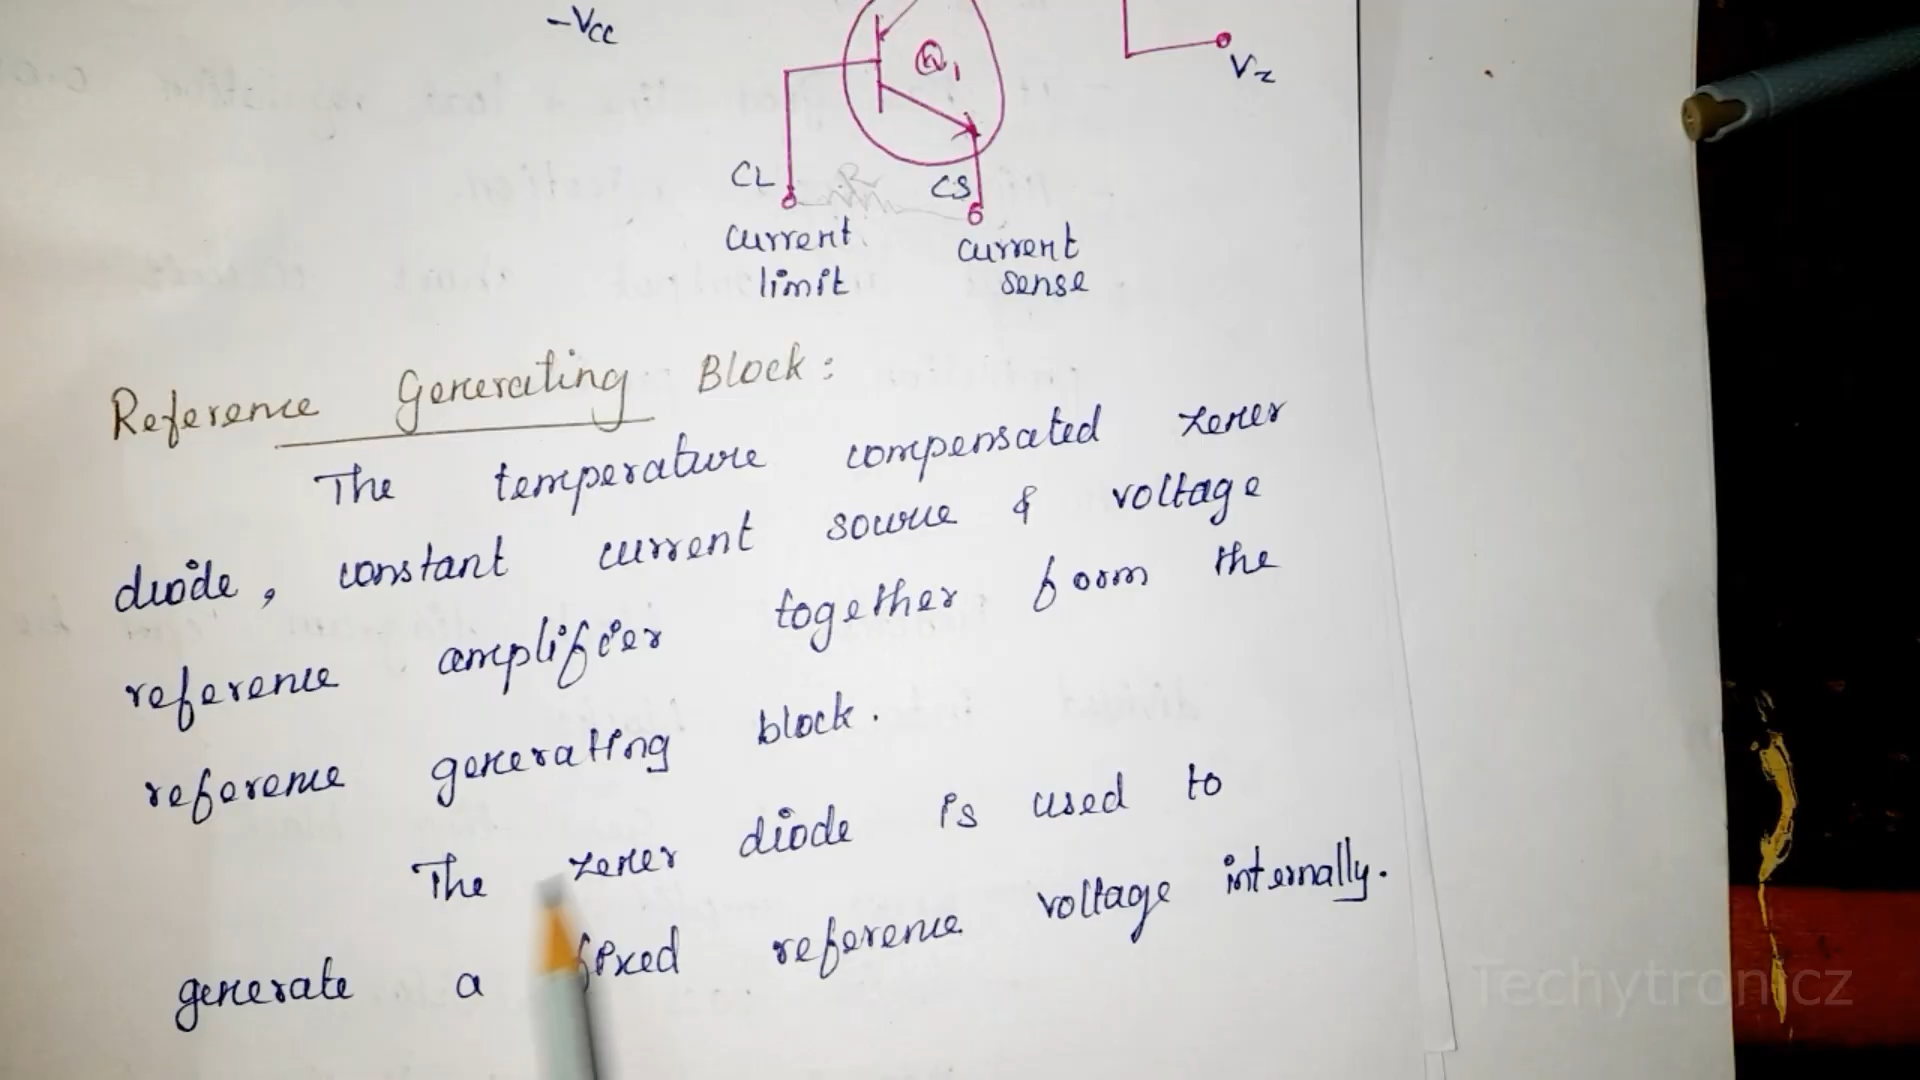 -Vcc
Q1
Vz
CL
CS
R
current
limit
current
sense
Reference Generating Block:
The temperature compensated zener
diode, constant current source & voltage
reference amplifier together form the
reference generating block.
The zener diode is used to
generate a fixed reference voltage internally.
Techytronicz